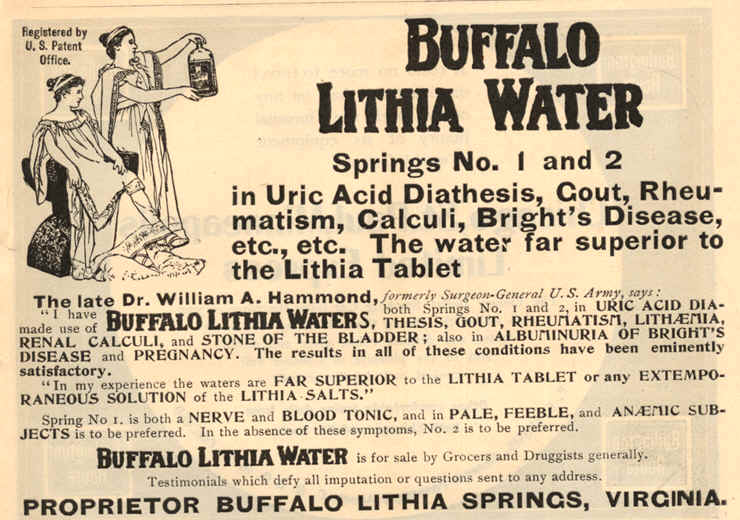 Registered by
U. S. Patent
Office.
BUFFALO
LITHIA WATER
Springs No. 1 and 2
in Uric Acid Diathesis, Gout, Rheu-
matism, Calculi, Bright's Disease,
etc., etc. The water far superior to
the Lithia Tablet
The late Dr. William A. Hammond, formerly Surgeon-General U. S. Army, says:
"I have made use of BUFFALO LITHIA WATERS, both Springs No. 1 and 2, in URIC ACID DIA-
THESIS, GOUT, RHEUMATISM, LITHÆMIA,
RENAL CALCULI, and STONE OF THE BLADDER; also in ALBUMINURIA OF BRIGHT'S
DISEASE and PREGNANCY. The results in all of these conditions have been eminently
satisfactory.
"In my experience the waters are FAR SUPERIOR to the LITHIA TABLET or any EXTEMPO-
RANEOUS SOLUTION of the LITHIA SALTS."
Spring No 1. is both a NERVE and BLOOD TONIC, and in PALE, FEEBLE, and ANÆMIC SUB-
JECTS is to be preferred. In the absence of these symptoms, No. 2 is to be preferred.
BUFFALO LITHIA WATER is for sale by Grocers and Druggists generally.
Testimonials which defy all imputation or questions sent to any address.
PROPRIETOR BUFFALO LITHIA SPRINGS, VIRGINIA.